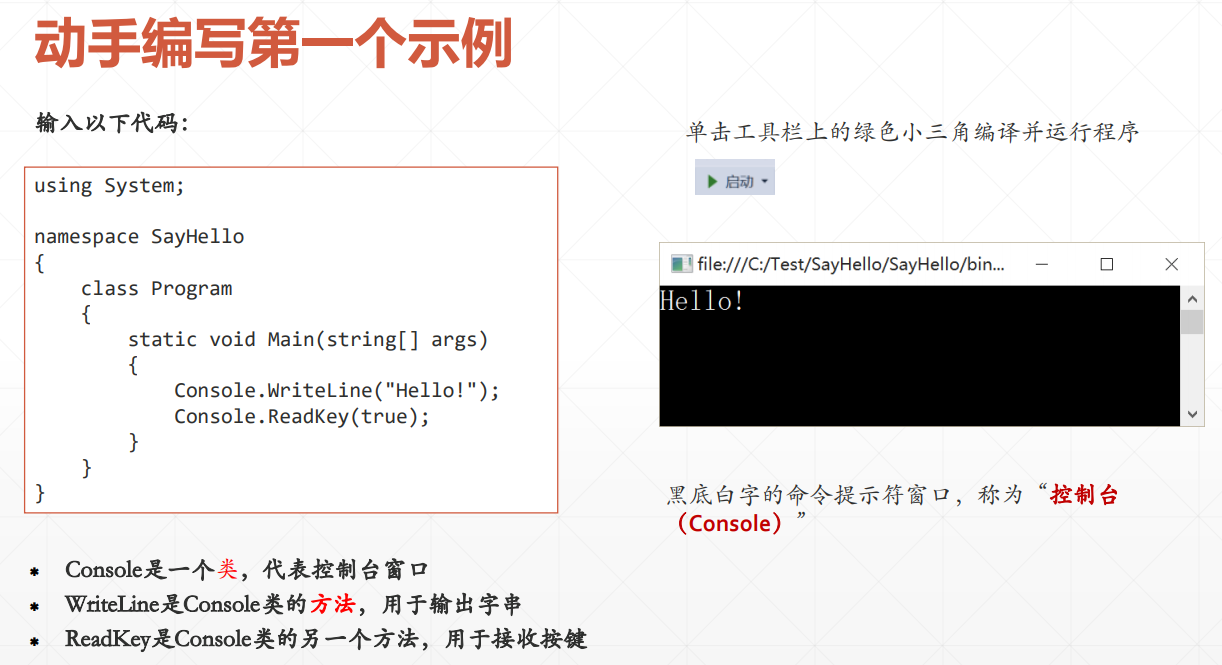 动手编写第一个示例
输入以下代码：
using System;
namespace SayHello
{
class Program
{
static void Main(string[] args)
{
Console.WriteLine("Hello!");
Console.ReadKey(true);
}
}
}
Console是一个类，代表控制台窗口
WriteLine是Console类的方法，用于输出字串
ReadKey是Console类的另一个方法，用于接收按键
单击工具栏上的绿色小三角编译并运行程序
启动
file:///C:/Test/SayHello/SayHello/bin...
Hello!
黑底白字的命令提示符窗口，称为“控制台
（Console）”